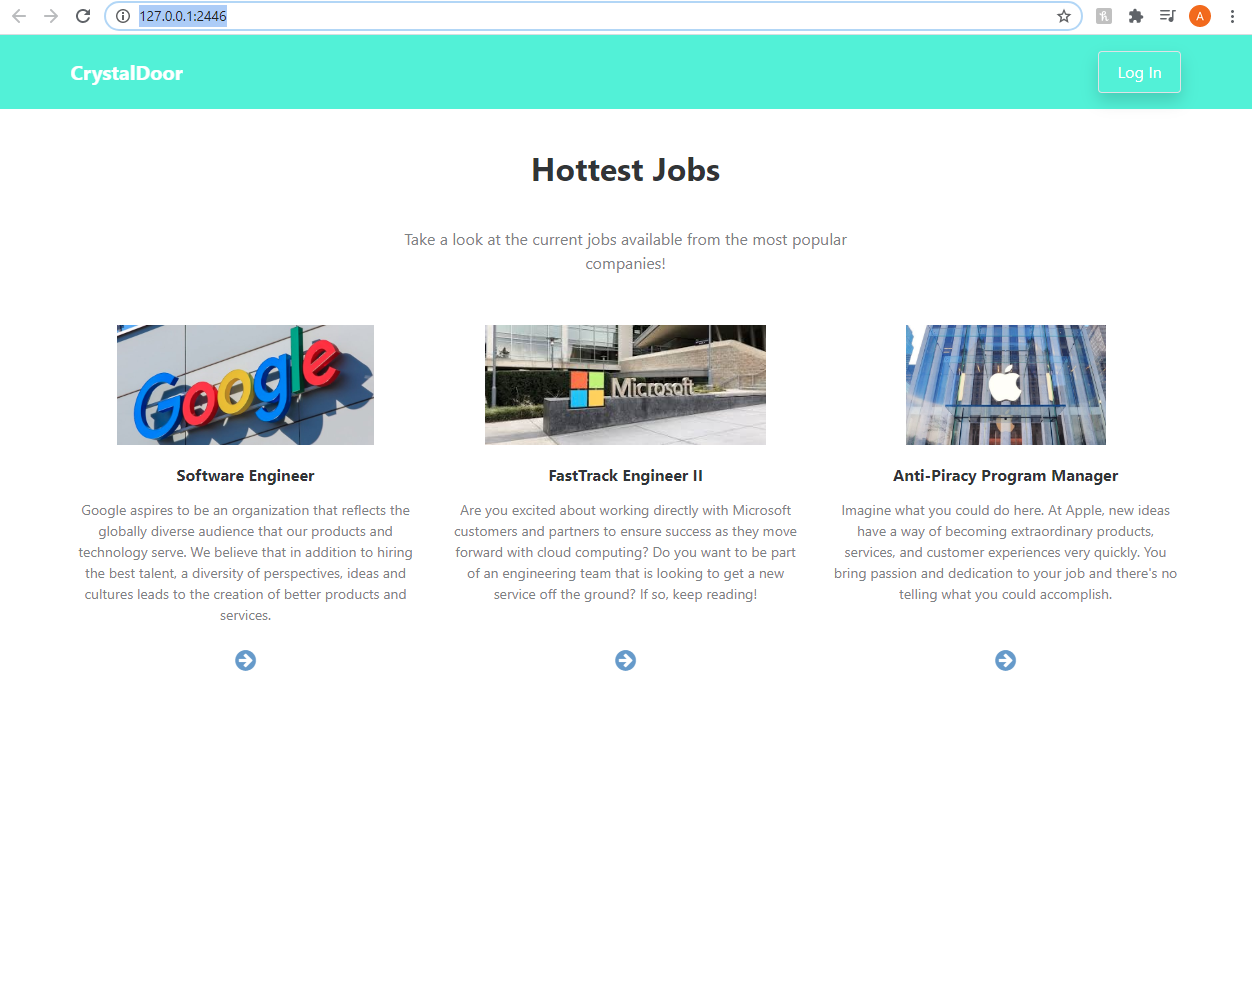 127.0.0.1:2446
A
CrystalDoor
Log In
Hottest Jobs
Take a look at the current jobs available from the most popular
companies!
Google
Microsoft
Software Engineer
Google aspires to be an organization that reflects the
globally diverse audience that our products and
technology serve. We believe that in addition to hiring
the best talent, a diversity of perspectives, ideas and
cultures leads to the creation of better products and
services.
FastTrack Engineer II
Are you excited about working directly with Microsoft
customers and partners to ensure success as they move
forward with cloud computing? Do you want to be part
of an engineering team that is looking to get a new
service off the ground? If so, keep reading!
Anti-Piracy Program Manager
Imagine what you could do here. At Apple, new ideas
have a way of becoming extraordinary products,
services, and customer experiences very quickly. You
bring passion and dedication to your job and there's no
telling what you could accomplish.